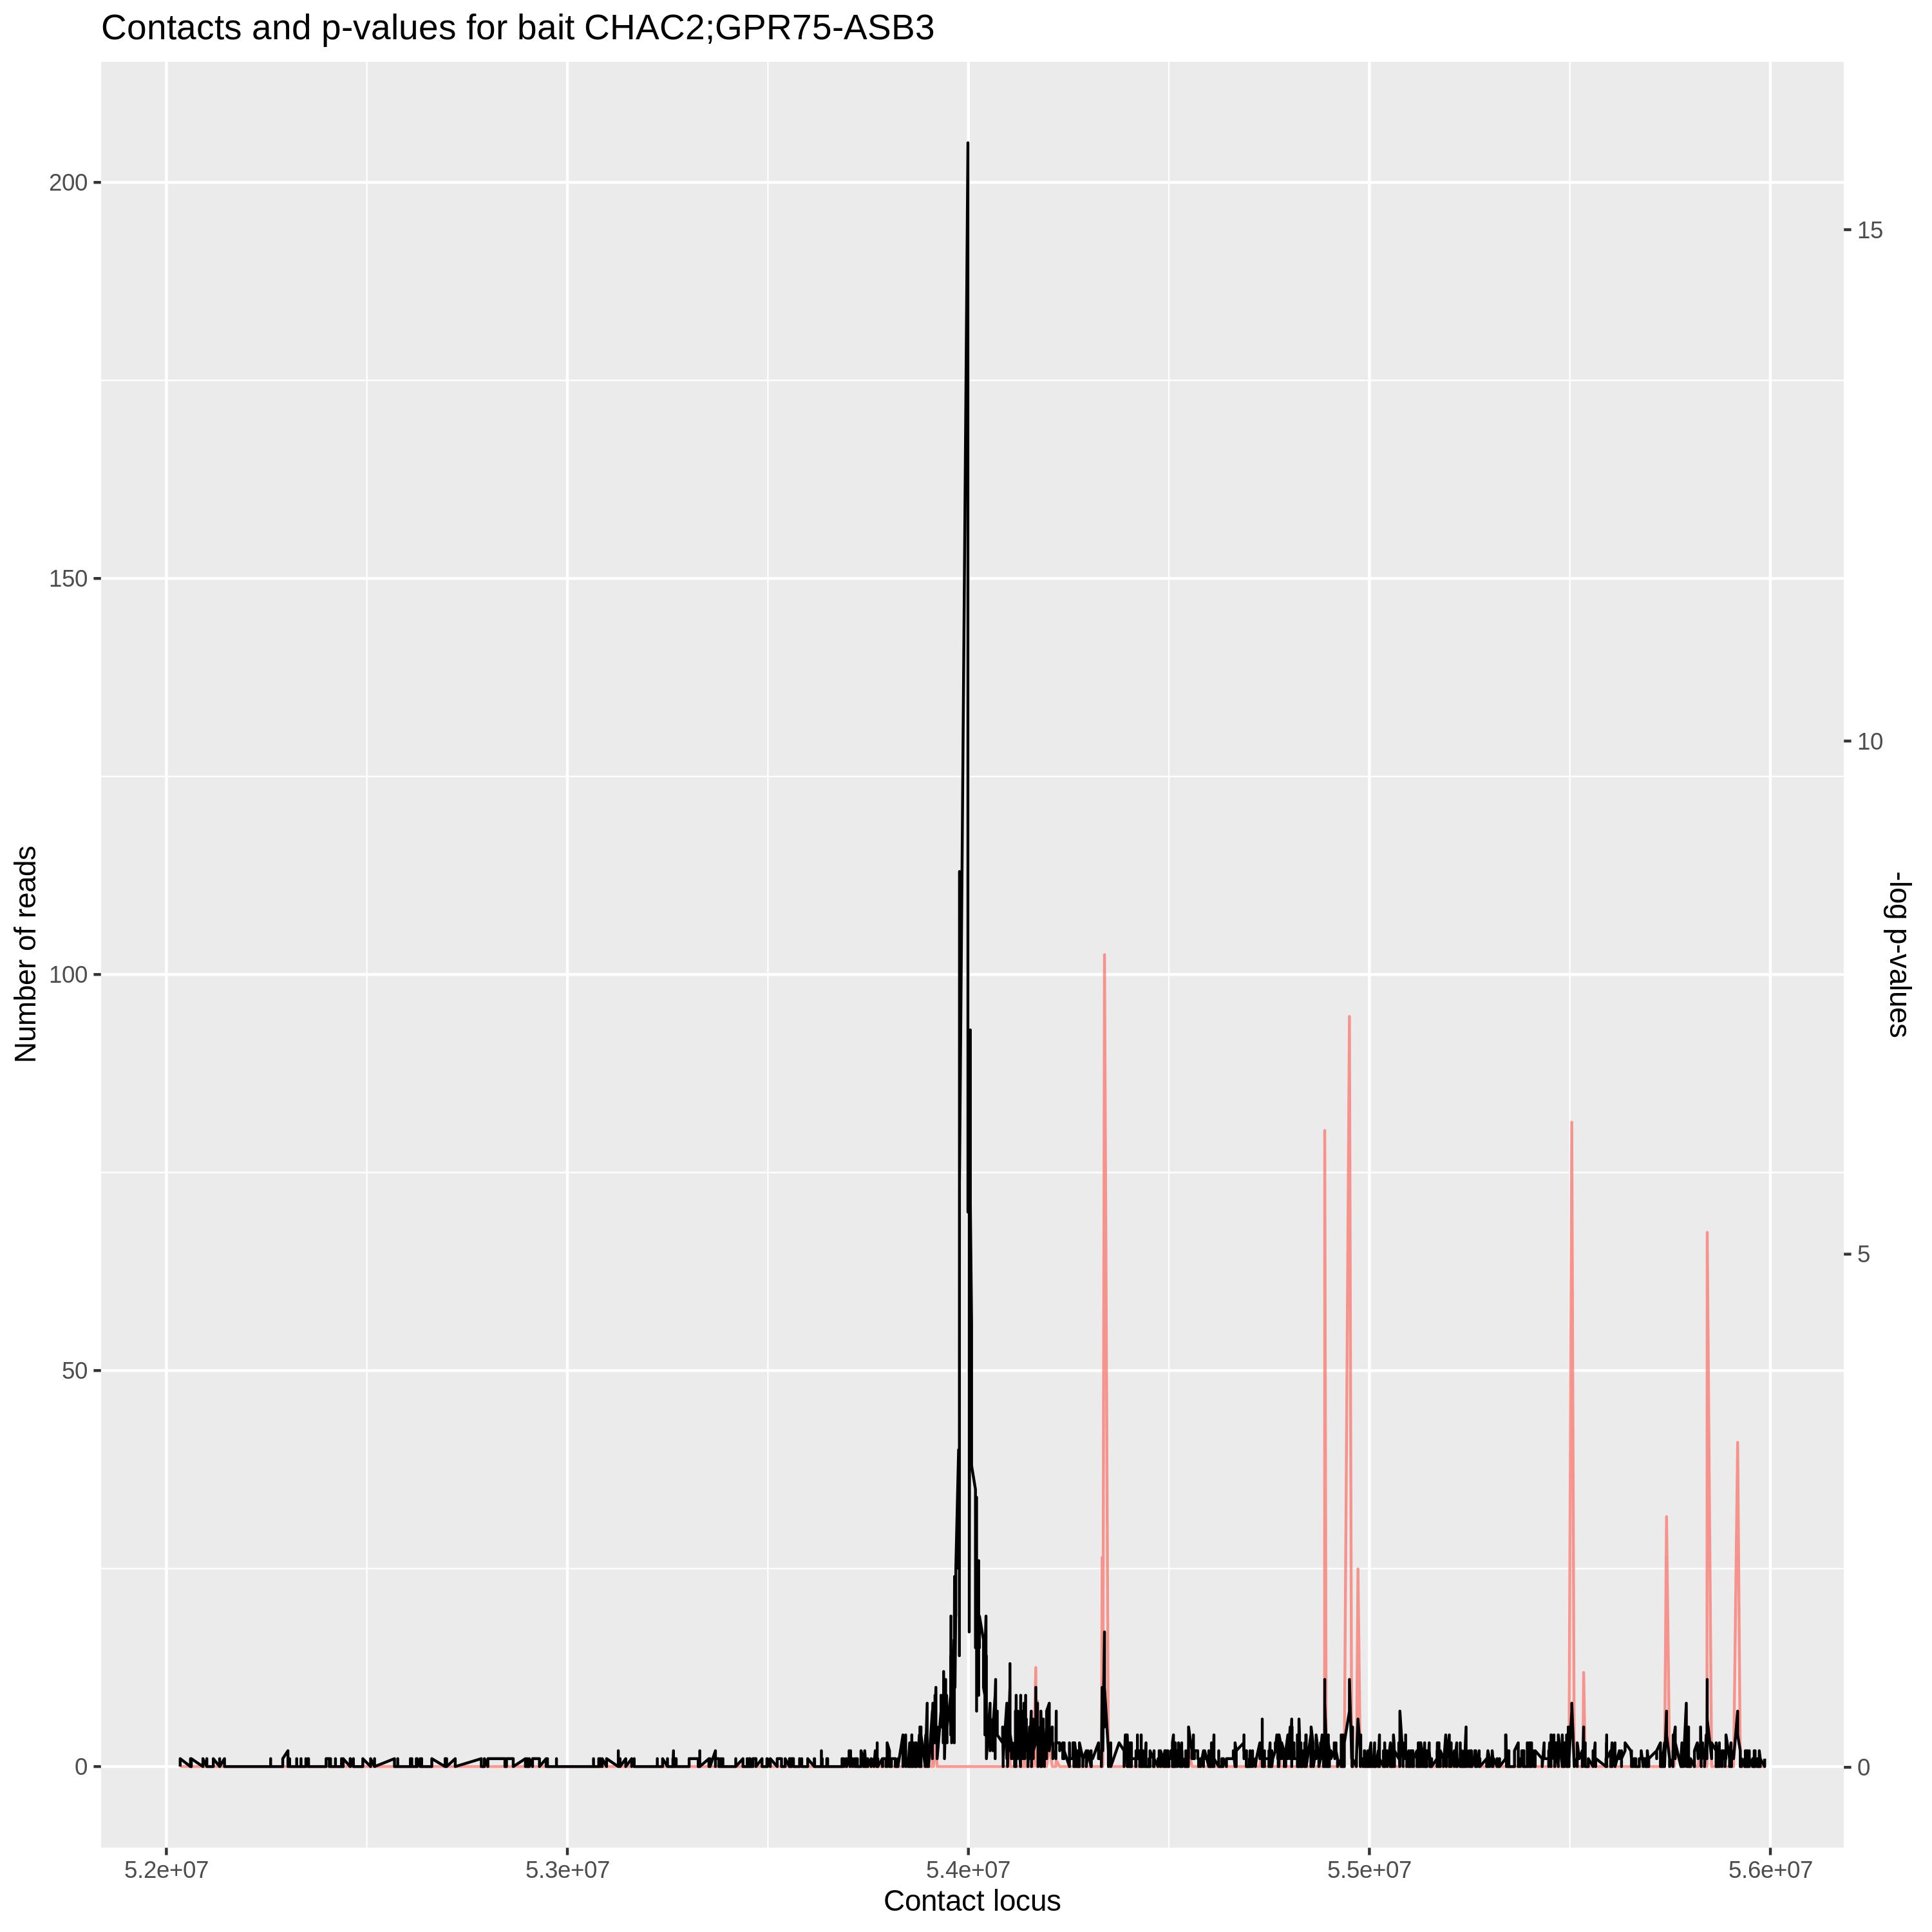 Contacts and p-values for bait CHAC2;GPR75-ASB3
Number of reads
200
150
100
50
0
15
10
5
0
-log p-values
5.2e+07 5.3e+07 5.4e+07 5.5e+07 5.6e+07
Contact locus